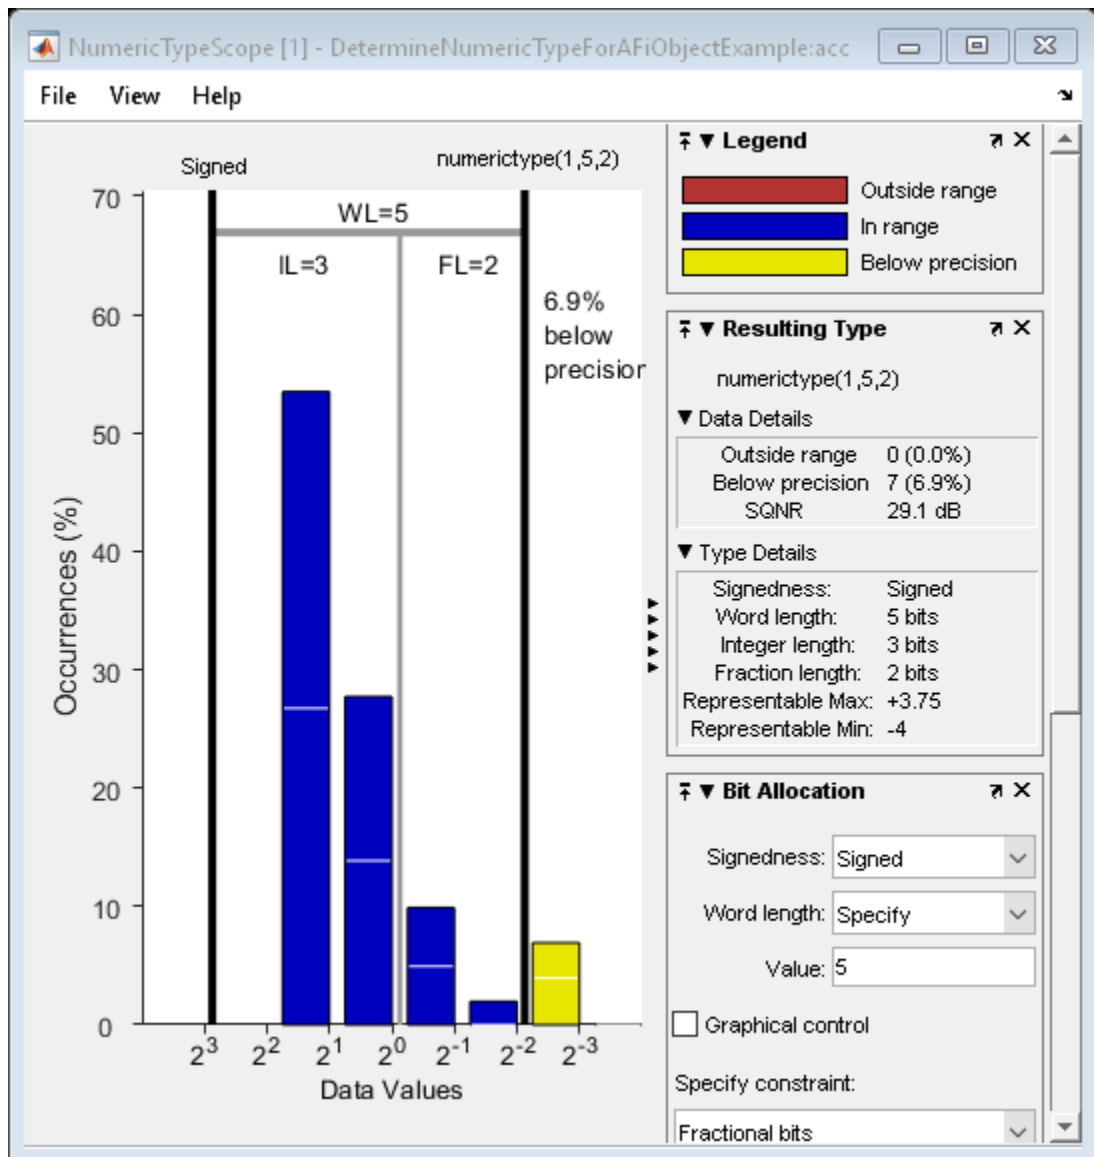 NumericTypeScope [1] - DetermineNumericTypeForAFiObjectExample:acc
File View Help
Signed
numerictype(1,5,2)
WL=5
IL=3
FL=2
6.9%
below
precision
70
60
50
40
30
20
10
0
Occurrences (%)
2^3 2^2 2^1 2^0 2^-1 2^-2 2^-3
Data Values
Legend
Outside range
In range
Below precision
Resulting Type
numerictype(1,5,2)
Data Details
Outside range 0 (0.0%)
Below precision 7 (6.9%)
SQNR 29.1 dB
Type Details
Signedness: Signed
Word length: 5 bits
Integer length: 3 bits
Fraction length: 2 bits
Representable Max: +3.75
Representable Min: -4
Bit Allocation
Signedness: Signed
Word length: Specify
Value: 5
Graphical control
Specify constraint:
Fractional bits